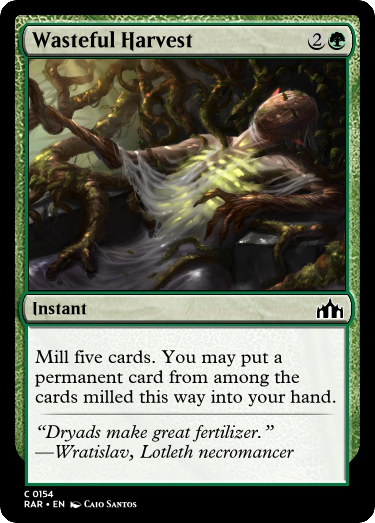 Wasteful Harvest 2
Instant
Mill five cards. You may put a
permanent card from among the
cards milled this way into your hand.
“Dryads make great fertilizer.”
—Wratislav, Lotleth necromancer
C 0154
RAR • EN Caio Santos